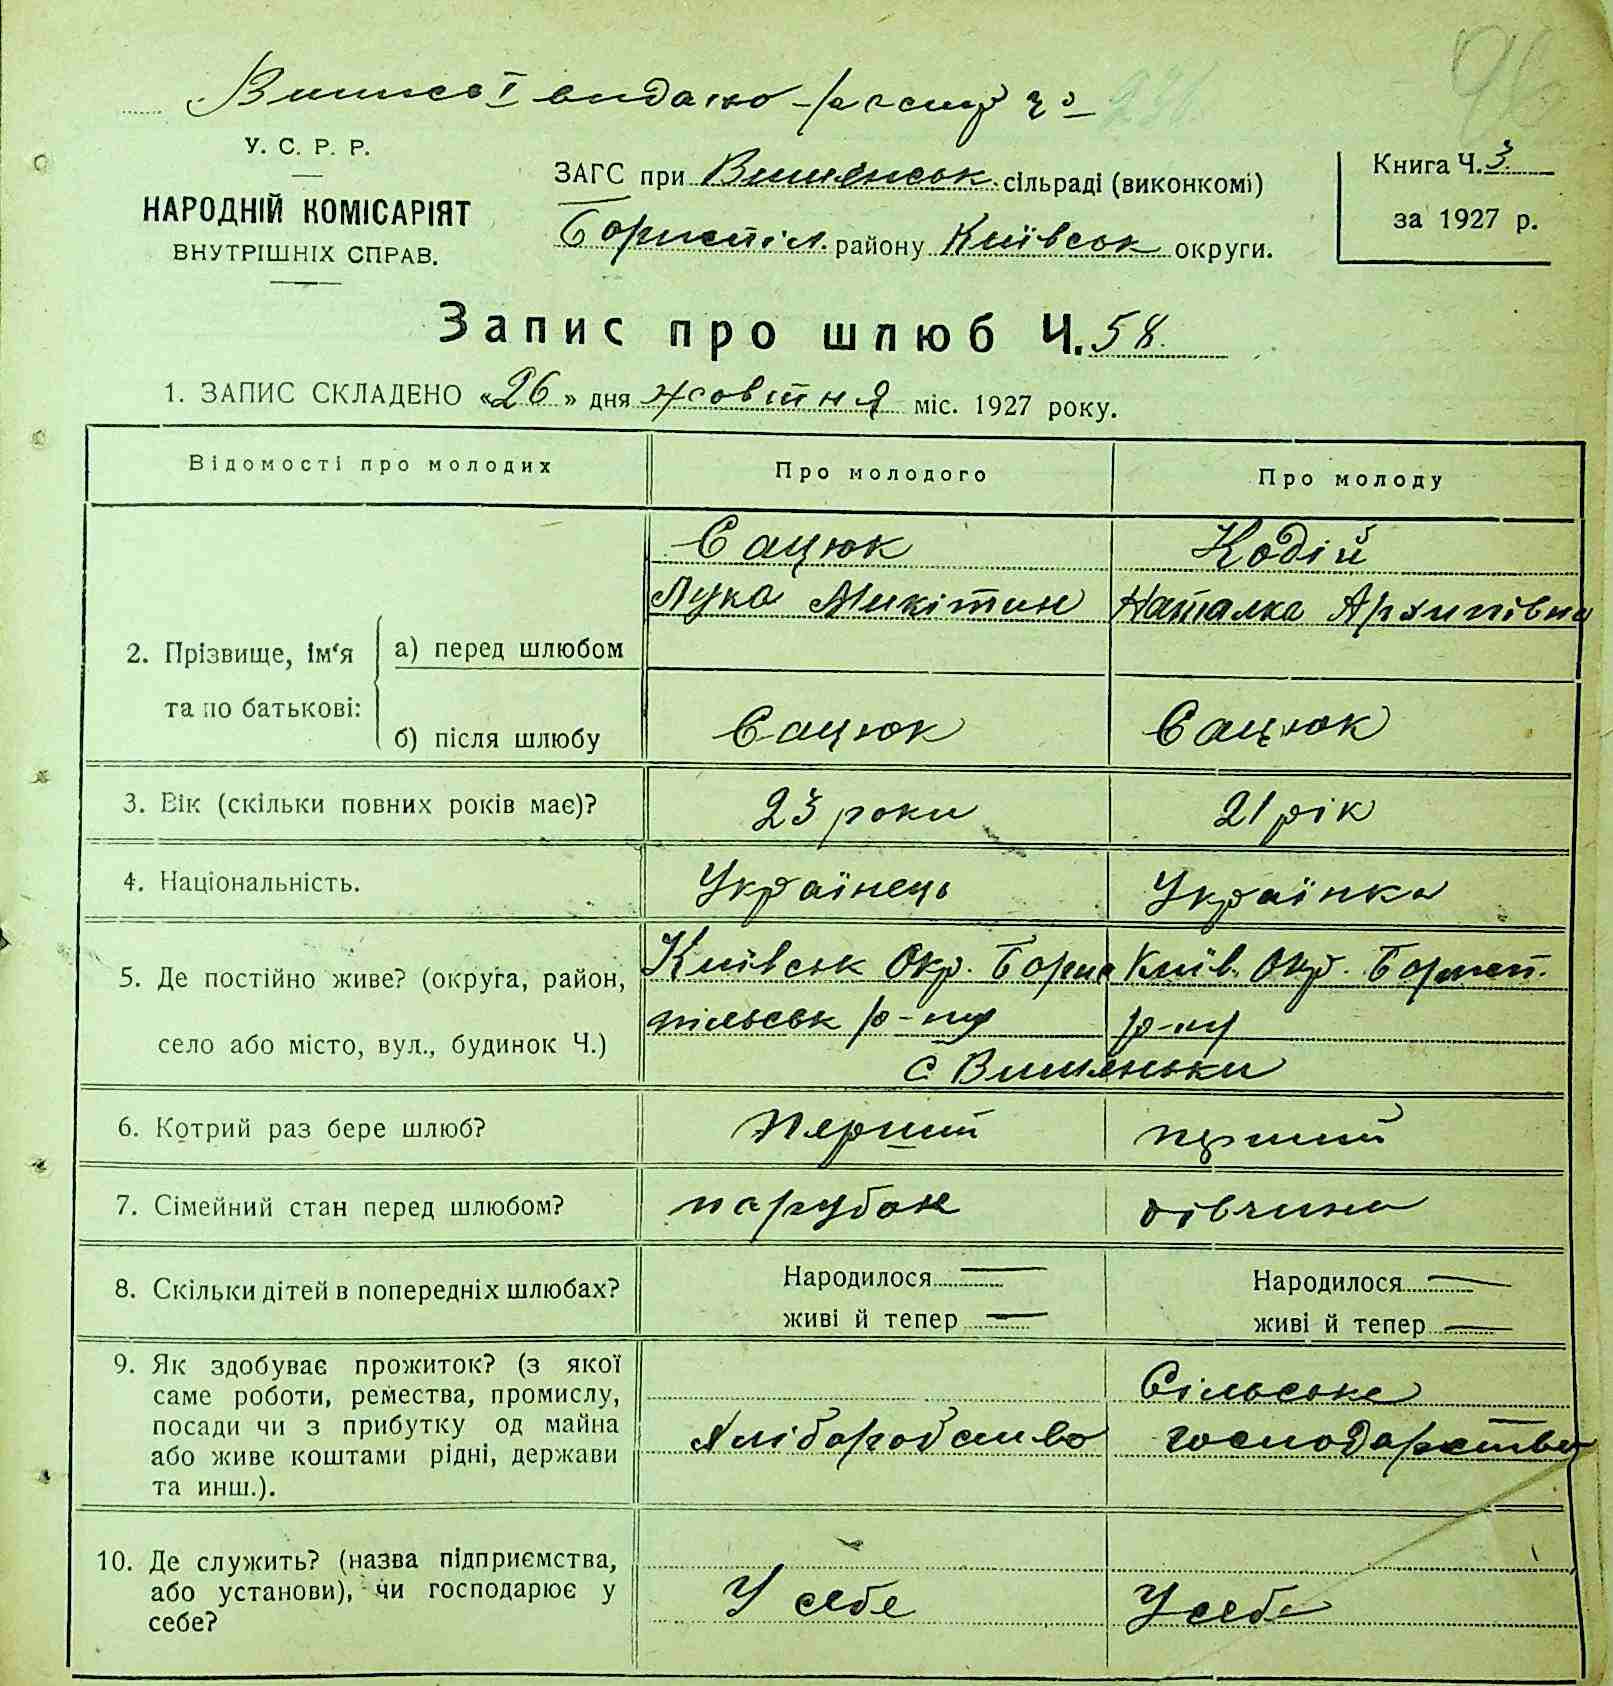 Випис І видано
96
У. С. Р. Р.
НАРОДНІЙ КОМІСАРІЯТ
ВНУТРІШНІХ СПРАВ.
ЗАГС при Вишеньськ. сільраді (виконкомі)
Бориспіл. району Київськ округи.
Книга Ч. 3
за 1927 р.
Запис про шлюб Ч. 58.
1. ЗАПИС СКЛАДЕНО «26» дня жовтня міс. 1927 року.
Відомості про молодих
Про молодого
Про молоду
2. Прізвище, ім‘я та по батькові:
а) перед шлюбом
Сацюк
Лука Микітин
Кодій
Наталка Архипівна
б) після шлюбу
Сацюк
Сацюк
3. Вік (скільки повних років має)?
23 роки
21 рік
4. Національність.
Українець
Українка
5. Де постійно живе? (округа, район,
село або місто, вул., будинок Ч.)
Київськ Окр. Борис
пільськ р-ну
Київ. Окр. Борисп.
р-ну
с Вишеньки
6. Котрий раз бере шлюб?
Перший
перший
7. Сімейний стан перед шлюбом?
парубок
дівчина
8. Скільки дітей в попередніх шлюбах?
Народилося —
живі й тепер —
Народилося —
живі й тепер —
9. Як здобуває прожиток? (з якої
саме роботи, ремества, промислу,
посади чи з прибутку од майна
або живе коштами рідні, держави
та инш.).
Хліборобство
Сільське
господарство
10. Де служить? (назва підприємства,
або установи), чи господарює у
себе?
У себе
У себе